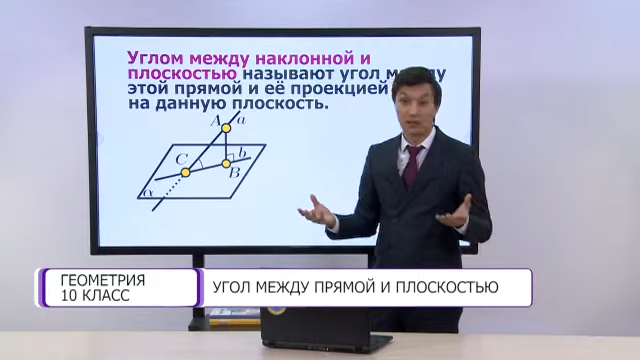 Углом между наклонной и
плоскостью называют угол между
этой прямой и её проекцией
на данную плоскость.
A a
C b
B
α
ГЕОМЕТРИЯ
10 КЛАСС
УГОЛ МЕЖДУ ПРЯМОЙ И ПЛОСКОСТЬЮ